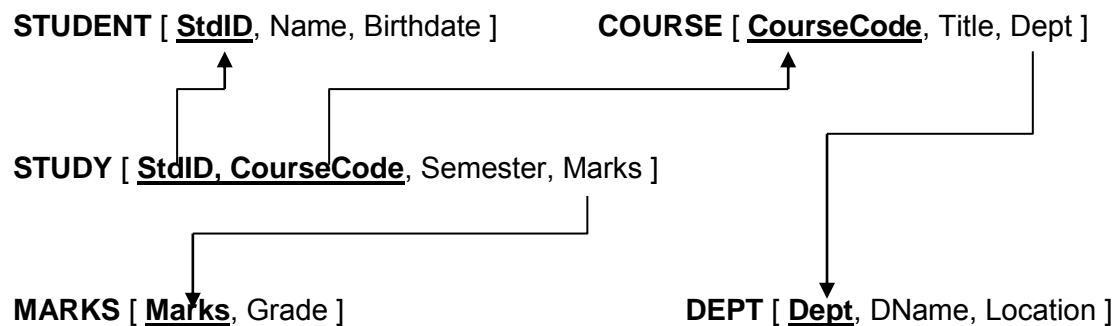 STUDENT [ StdID, Name, Birthdate ]
COURSE [ CourseCode, Title, Dept ]
STUDY [ StdID, CourseCode, Semester, Marks ]
MARKS [ Marks, Grade ]
DEPT [ Dept, DName, Location ]